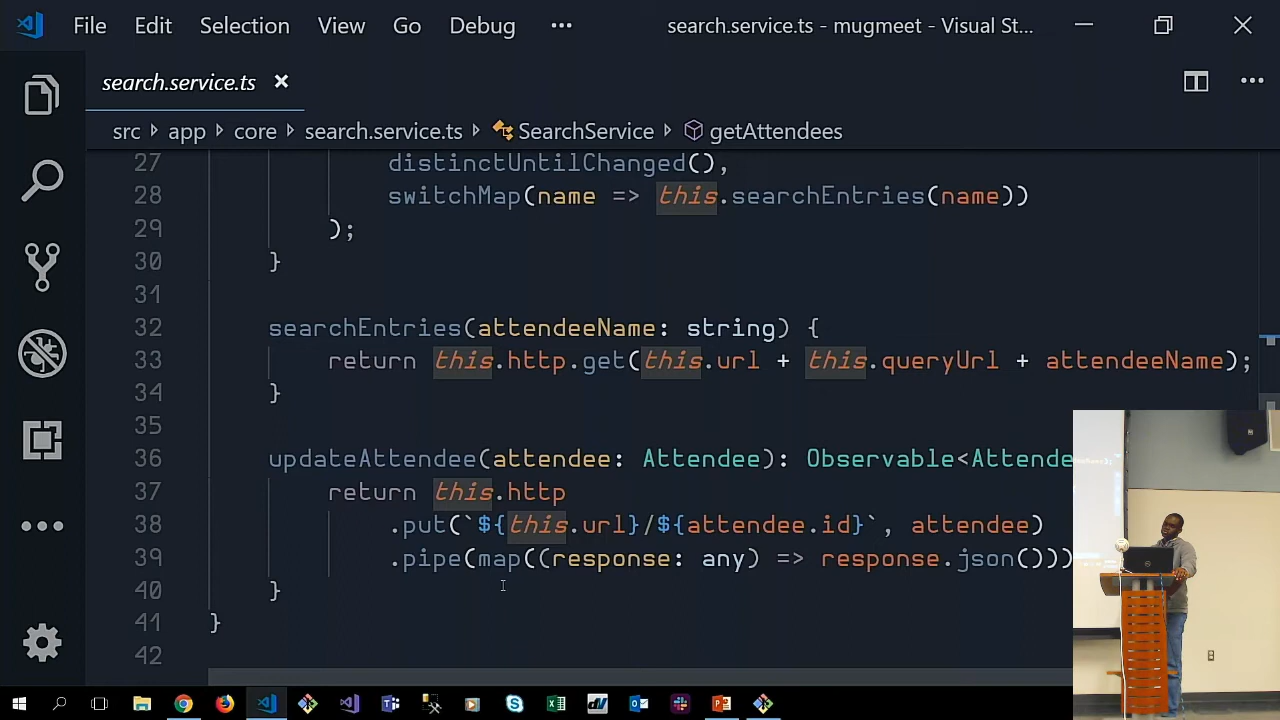 File Edit Selection View Go Debug ••• search.service.ts - mugmeet - Visual St...
search.service.ts
src app core search.service.ts SearchService getAttendees
27 distinctUntilChanged(),
28 switchMap(name => this.searchEntries(name))
29 );
30 }
31
32 searchEntries(attendeeName: string) {
33 return this.http.get(this.url + this.queryUrl + attendeeName);
34 }
35
36 updateAttendee(attendee: Attendee): Observable<Attende
37 return this.http
38 .put(`${this.url}/${attendee.id}`, attendee)
39 .pipe(map((response: any) => response.json()))
40 }
41 }
42